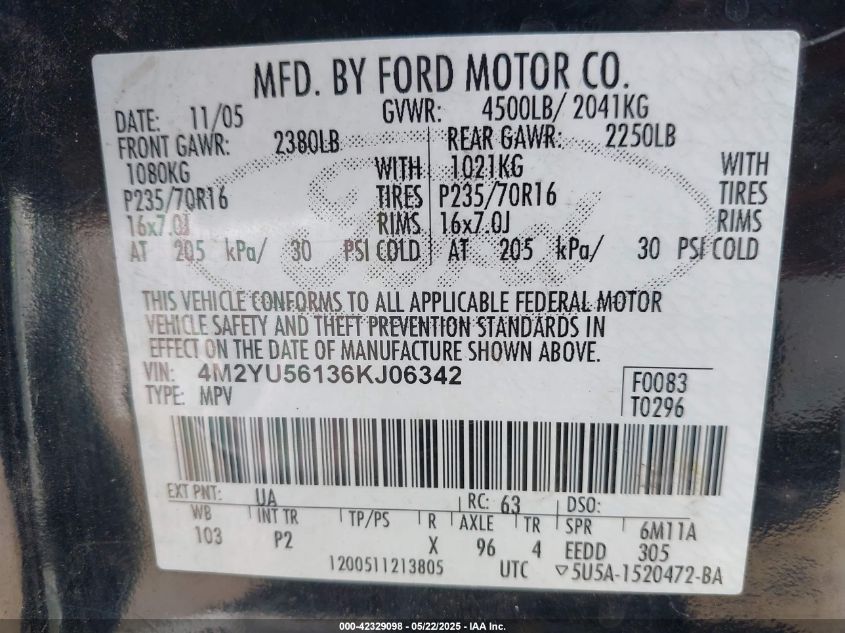 MFD. BY FORD MOTOR CO.
DATE: 11/05 GVWR: 4500LB/ 2041KG
FRONT GAWR: 2380LB REAR GAWR: 2250LB
1080KG WITH 1021KG WITH
P235/70R16 TIRES P235/70R16 TIRES
16x7.0J RIMS 16x7.0J RIMS
AT 205 kPa/ 30 PSI COLD AT 205 kPa/ 30 PSI COLD
THIS VEHICLE CONFORMS TO ALL APPLICABLE FEDERAL MOTOR
VEHICLE SAFETY AND THEFT PREVENTION STANDARDS IN
EFFECT ON THE DATE OF MANUFACTURE SHOWN ABOVE.
VIN: 4M2YU56136KJ06342 F0083
TYPE: MPV T0296
EXT PNT: UA RC: 63 DSO:
WB INT TR TP/PS R AXLE TR SPR 6M11A
103 P2 X 96 4 EEDD 305
1200511213805 UTC ▽5U5A-1520472-BA
000-42329098 - 05/22/2025 - IAA Inc.